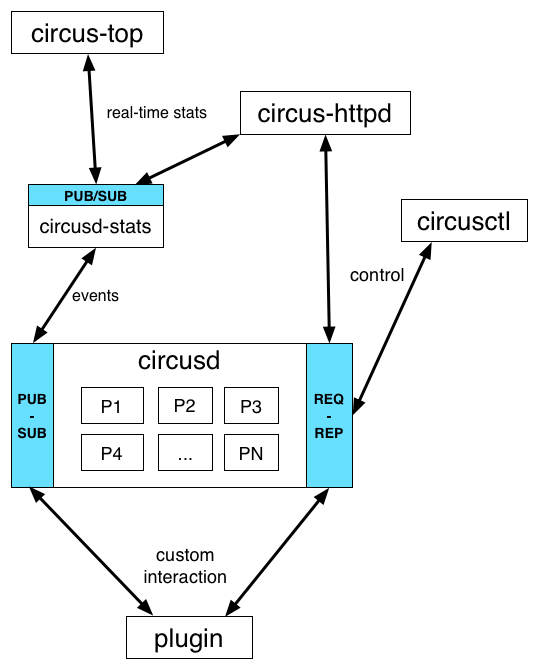 circus-top
real-time stats
circus-httpd
PUB/SUB
circusd-stats
circusctl
control
events
circusd
PUB
-
SUB
P1
P2
P3
P4
...
PN
REQ
-
REP
custom
interaction
plugin